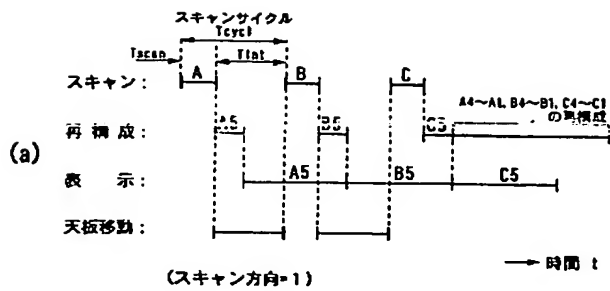 スキャンサイクル
Tcycl
Tscan
Tint
スキャン: A B C
再構成: A5 B5 C5
A4〜A1, B4〜B1, C4〜C1
の再構成
(a)
表示: A5 B5 C5
天板移動:
(スキャン方向=1)
時間 t